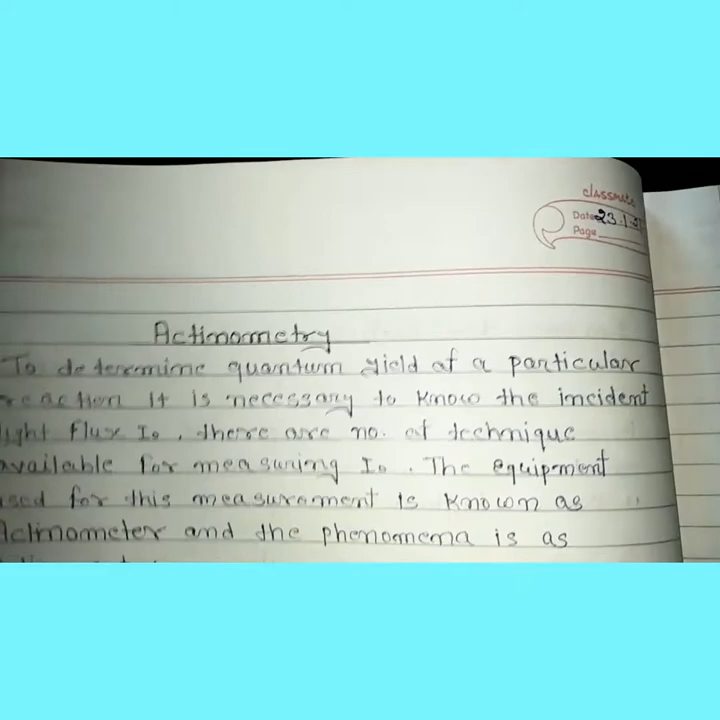 classmate
Date 23.1.
Page
Actinometry
To determine quantum yield of a particular
reaction It is necessary to know the incident
light flux I₀. there are no. of technique
available for measuring I₀. The equipment
used for this measurement is known as
Actinometer and the phenomena is as